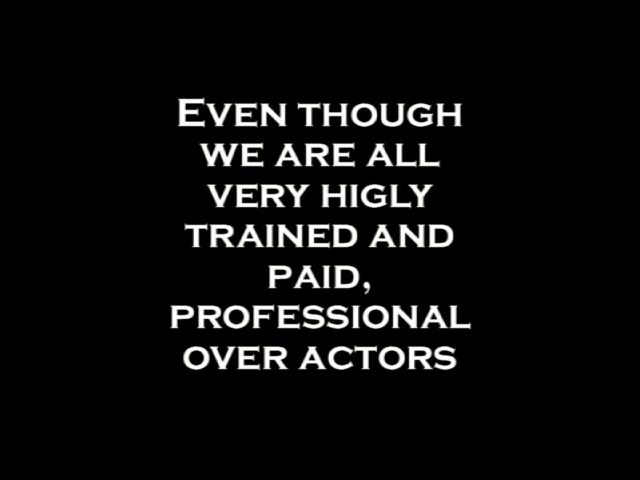 Even though
we are all
very higly
trained and
paid,
professional
over actors